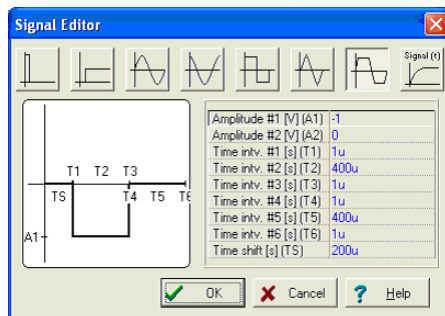 Signal Editor
Signal (t)
T1 T2 T3
TS T4 T5 T6
A1
Amplitude #1 [V] (A1) -1
Amplitude #2 [V] (A2) 0
Time intv. #1 [s] (T1) 1u
Time intv. #2 [s] (T2) 400u
Time intv. #3 [s] (T3) 1u
Time intv. #4 [s] (T4) 1u
Time intv. #5 [s] (T5) 400u
Time intv. #6 [s] (T6) 1u
Time shift [s] (TS) 200u
OK Cancel ? Help